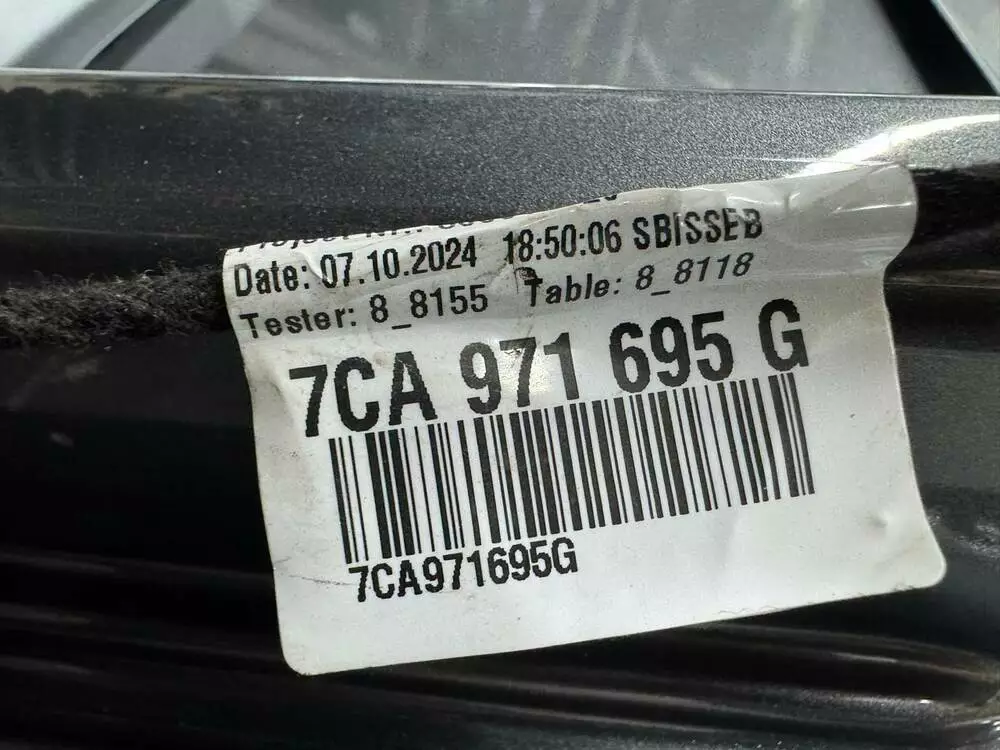 Date: 07.10.2024 18:50:06 SBISSEB
Tester: 8_8155 Table: 8_8118
7CA 971 695 G
7CA971695G